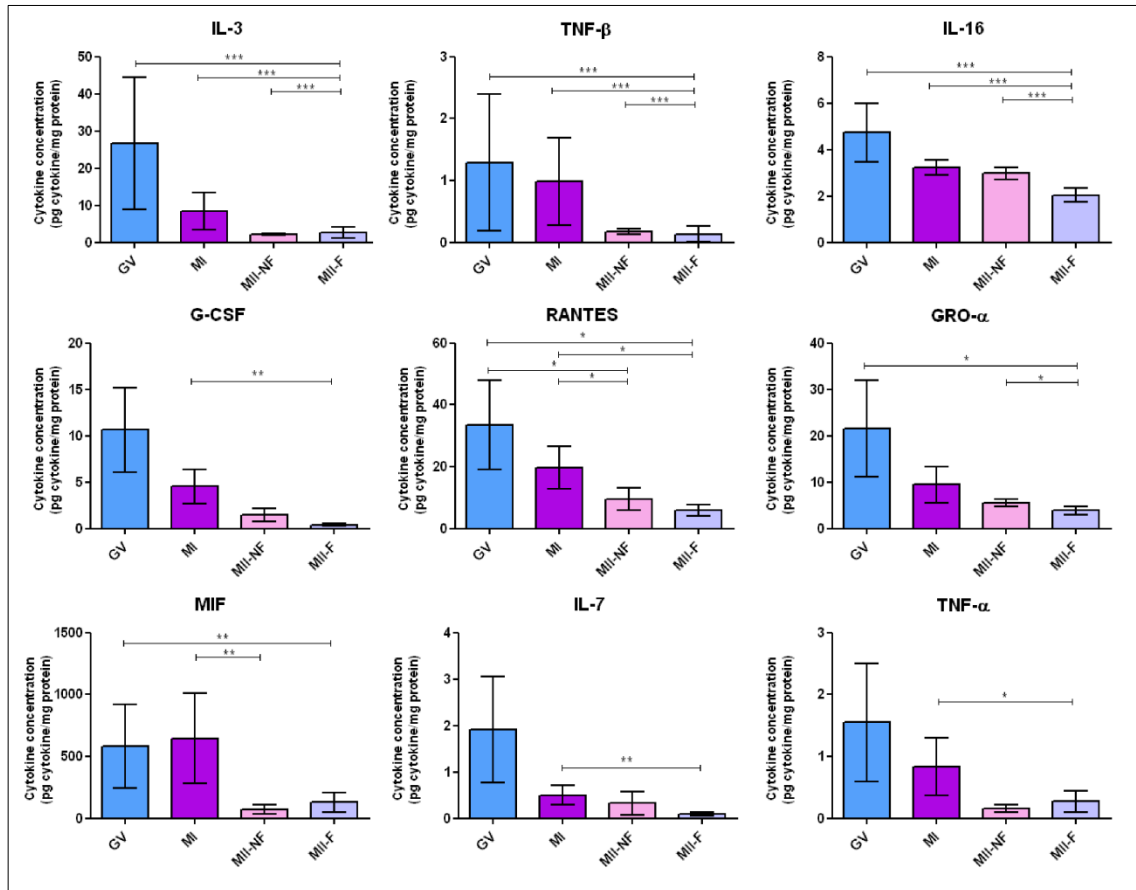 IL-3
Cytokine concentration
(pg cytokine/mg protein)
50
40
30
20
10
0
***
***
***
GV
MI
MII-NF
MII-F
TNF-β
Cytokine concentration
(pg cytokine/mg protein)
3
2
1
0
***
***
***
GV
MI
MII-NF
MII-F
IL-16
Cytokine concentration
(pg cytokine/mg protein)
8
6
4
2
0
***
***
***
GV
MI
MII-NF
MII-F
G-CSF
Cytokine concentration
(pg cytokine/mg protein)
20
15
10
5
0
**
GV
MI
MII-NF
MII-F
RANTES
Cytokine concentration
(pg cytokine/mg protein)
60
40
20
0
*
*
*
*
GV
MI
MII-NF
MII-F
GRO-α
Cytokine concentration
(pg cytokine/mg protein)
40
30
20
10
0
*
*
GV
MI
MII-NF
MII-F
MIF
Cytokine concentration
(pg cytokine/mg protein)
1500
1000
500
0
**
**
GV
MI
MII-NF
MII-F
IL-7
Cytokine concentration
(pg cytokine/mg protein)
4
3
2
1
0
**
GV
MI
MII-NF
MII-F
TNF-α
Cytokine concentration
(pg cytokine/mg protein)
3
2
1
0
*
GV
MI
MII-NF
MII-F